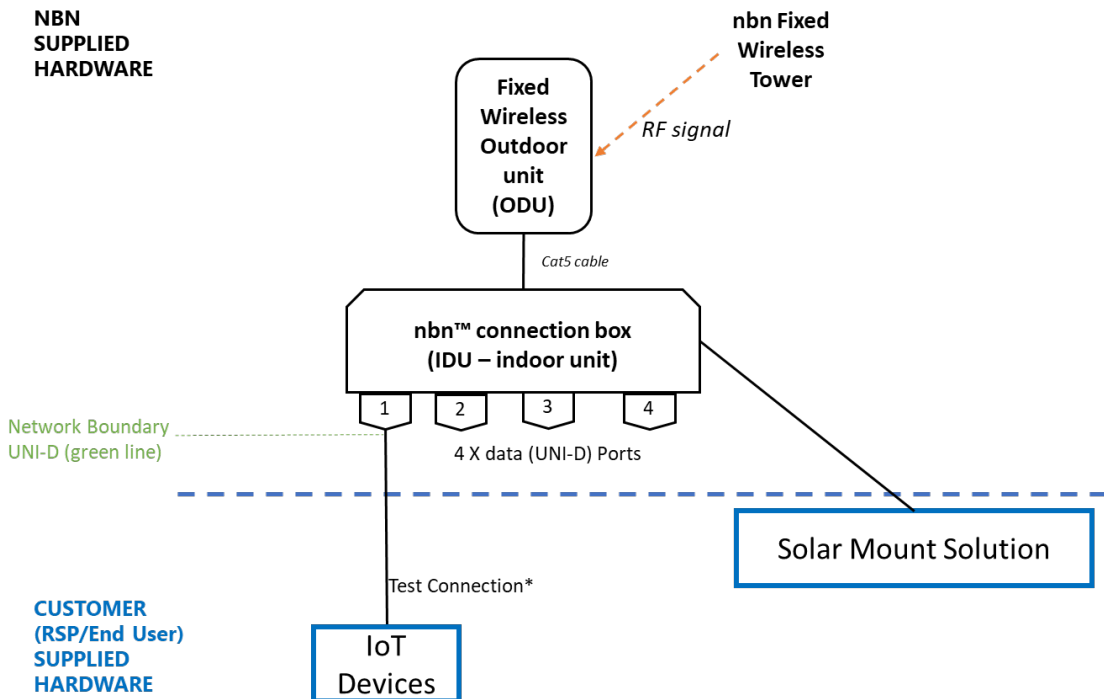 NBN
SUPPLIED
HARDWARE
nbn Fixed
Wireless
Tower
Fixed
Wireless
Outdoor
unit
(ODU)
RF signal
Cat5 cable
nbn™ connection box
(IDU – indoor unit)
1
2
3
4
Network Boundary
UNI-D (green line)
4 X data (UNI-D) Ports
Solar Mount Solution
Test Connection*
CUSTOMER
(RSP/End User)
SUPPLIED
HARDWARE
IoT
Devices